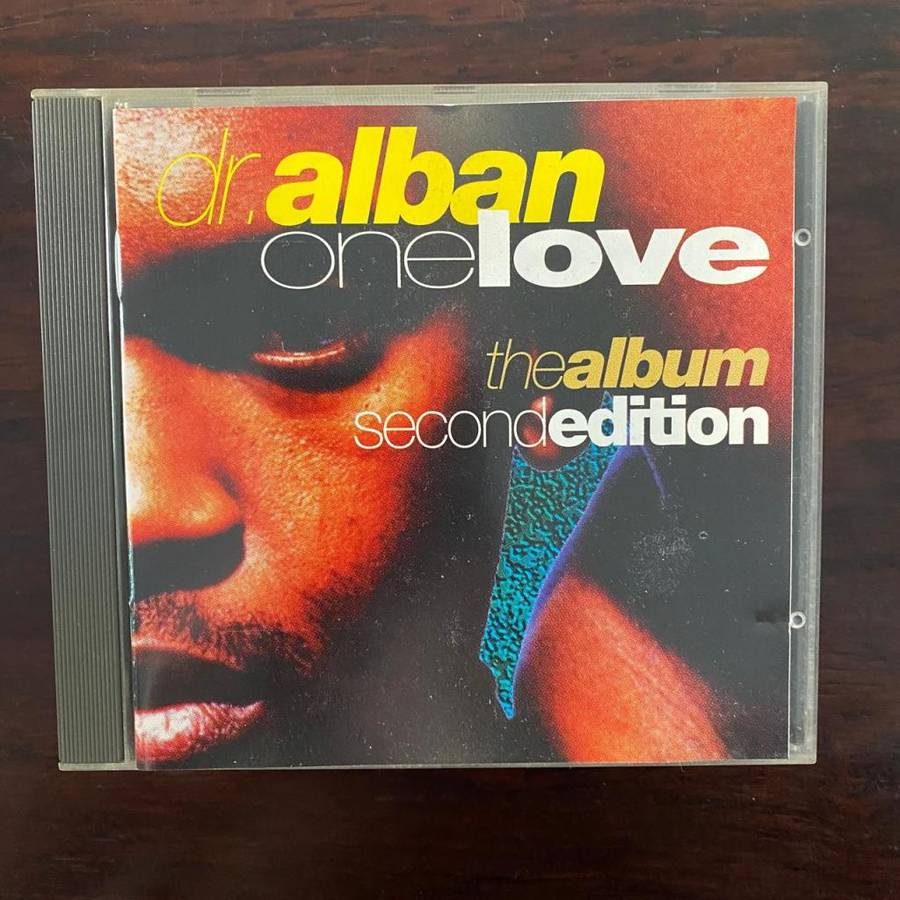 dr. alban
onelove
thealbum
secondedition